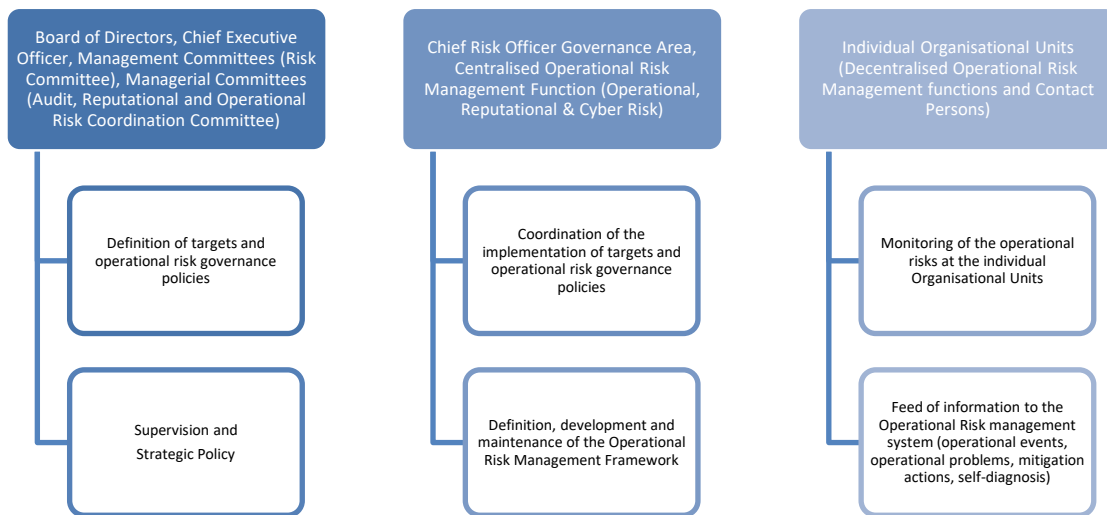 Board of Directors, Chief Executive
Officer, Management Committees (Risk
Committee), Managerial Committees
(Audit, Reputational and Operational
Risk Coordination Committee)
Definition of targets and
operational risk governance
policies
Supervision and
Strategic Policy
Chief Risk Officer Governance Area,
Centralised Operational Risk
Management Function (Operational,
Reputational & Cyber Risk)
Coordination of the
implementation of targets and
operational risk governance
policies
Definition, development and
maintenance of the Operational
Risk Management Framework
Individual Organisational Units
(Decentralised Operational Risk
Management functions and Contact
Persons)
Monitoring of the operational
risks at the individual
Organisational Units
Feed of information to the
Operational Risk management
system (operational events,
operational problems, mitigation
actions, self-diagnosis)